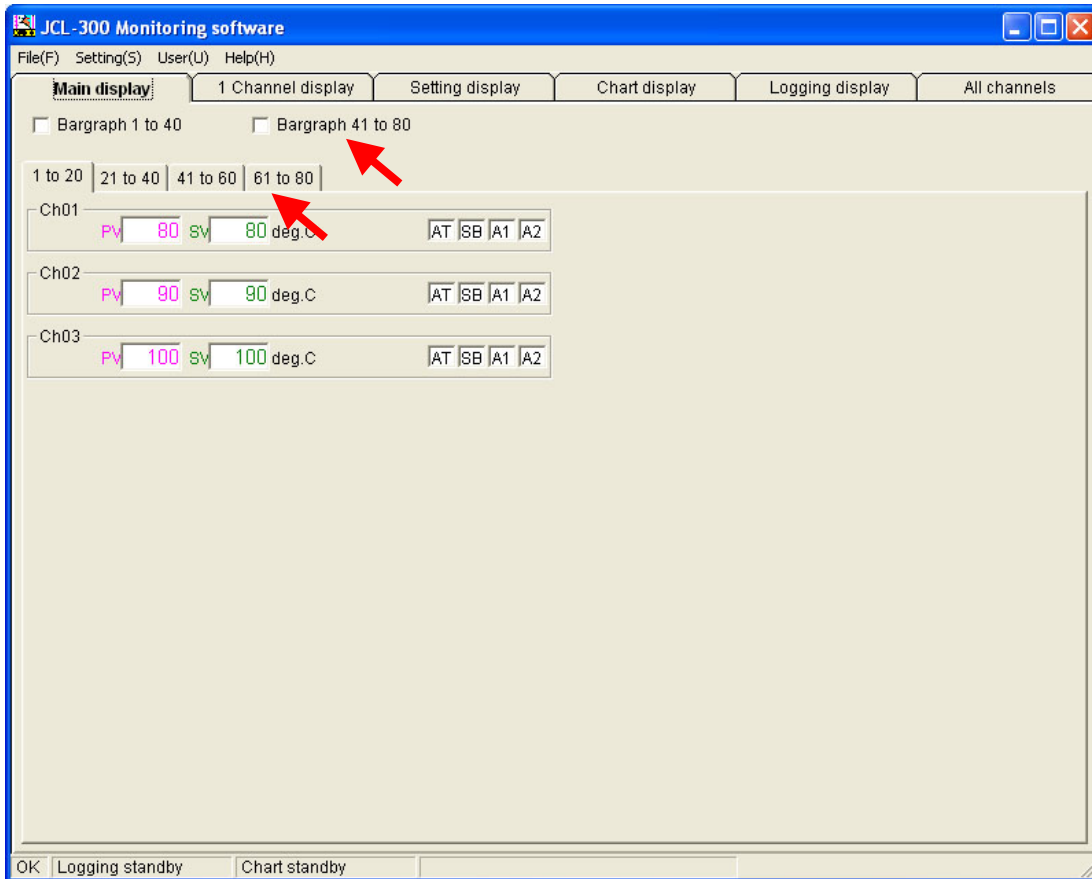 JCL-300 Monitoring software
File(F) Setting(S) User(U) Help(H)
Main display 1 Channel display Setting display Chart display Logging display All channels
Bargraph 1 to 40 Bargraph 41 to 80
1 to 20 21 to 40 41 to 60 61 to 80
Ch01
PV 80 SV 80 deg.C AT SB A1 A2
Ch02
PV 90 SV 90 deg.C AT SB A1 A2
Ch03
PV 100 SV 100 deg.C AT SB A1 A2
OK Logging standby Chart standby